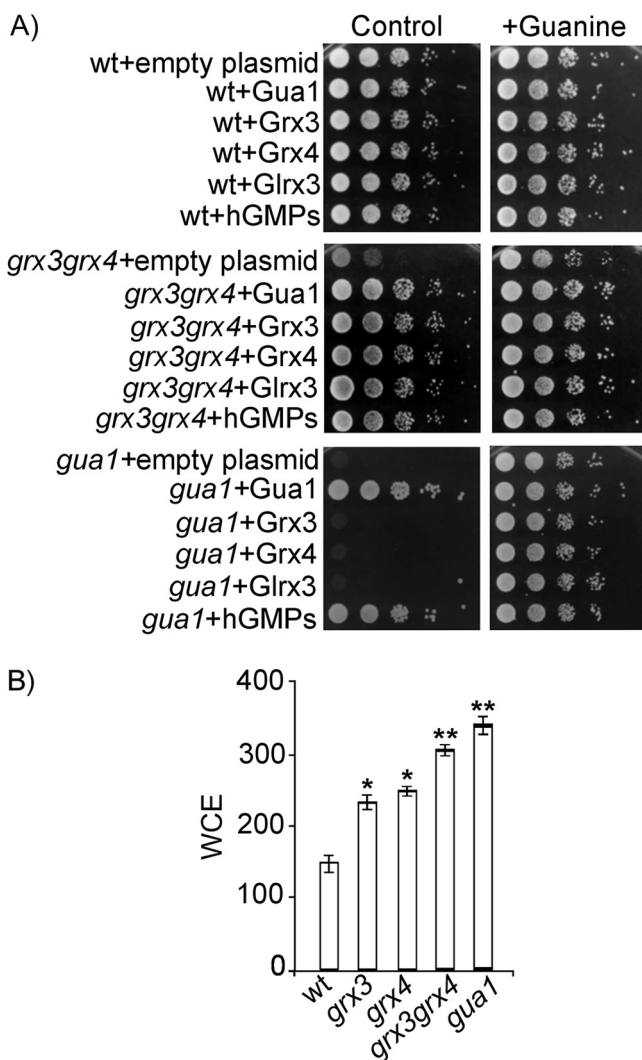 A)
Control
+Guanine
wt+empty plasmid
wt+Gua1
wt+Grx3
wt+Grx4
wt+Glrx3
wt+hGMPs
grx3grx4+empty plasmid
grx3grx4+Gua1
grx3grx4+Grx3
grx3grx4+Grx4
grx3grx4+Glrx3
grx3grx4+hGMPs
gua1+empty plasmid
gua1+Gua1
gua1+Grx3
gua1+Grx4
gua1+Glrx3
gua1+hGMPs
B)
400
300
200
100
0
WCE
*
*
**
**
wt
grx3
grx4
grx3grx4
gua1